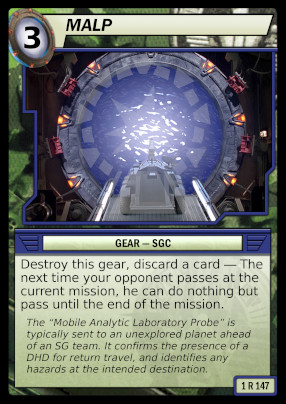 3
MALP
GEAR — SGC
Destroy this gear, discard a card — The
next time your opponent passes at the
current mission, he can do nothing but
pass until the end of the mission.
The “Mobile Analytic Laboratory Probe” is
typically sent to an unexplored planet ahead
of an SG team. It confirms the presence of a
DHD for return travel, and identifies any
hazards at the intended destination.
1 R 147